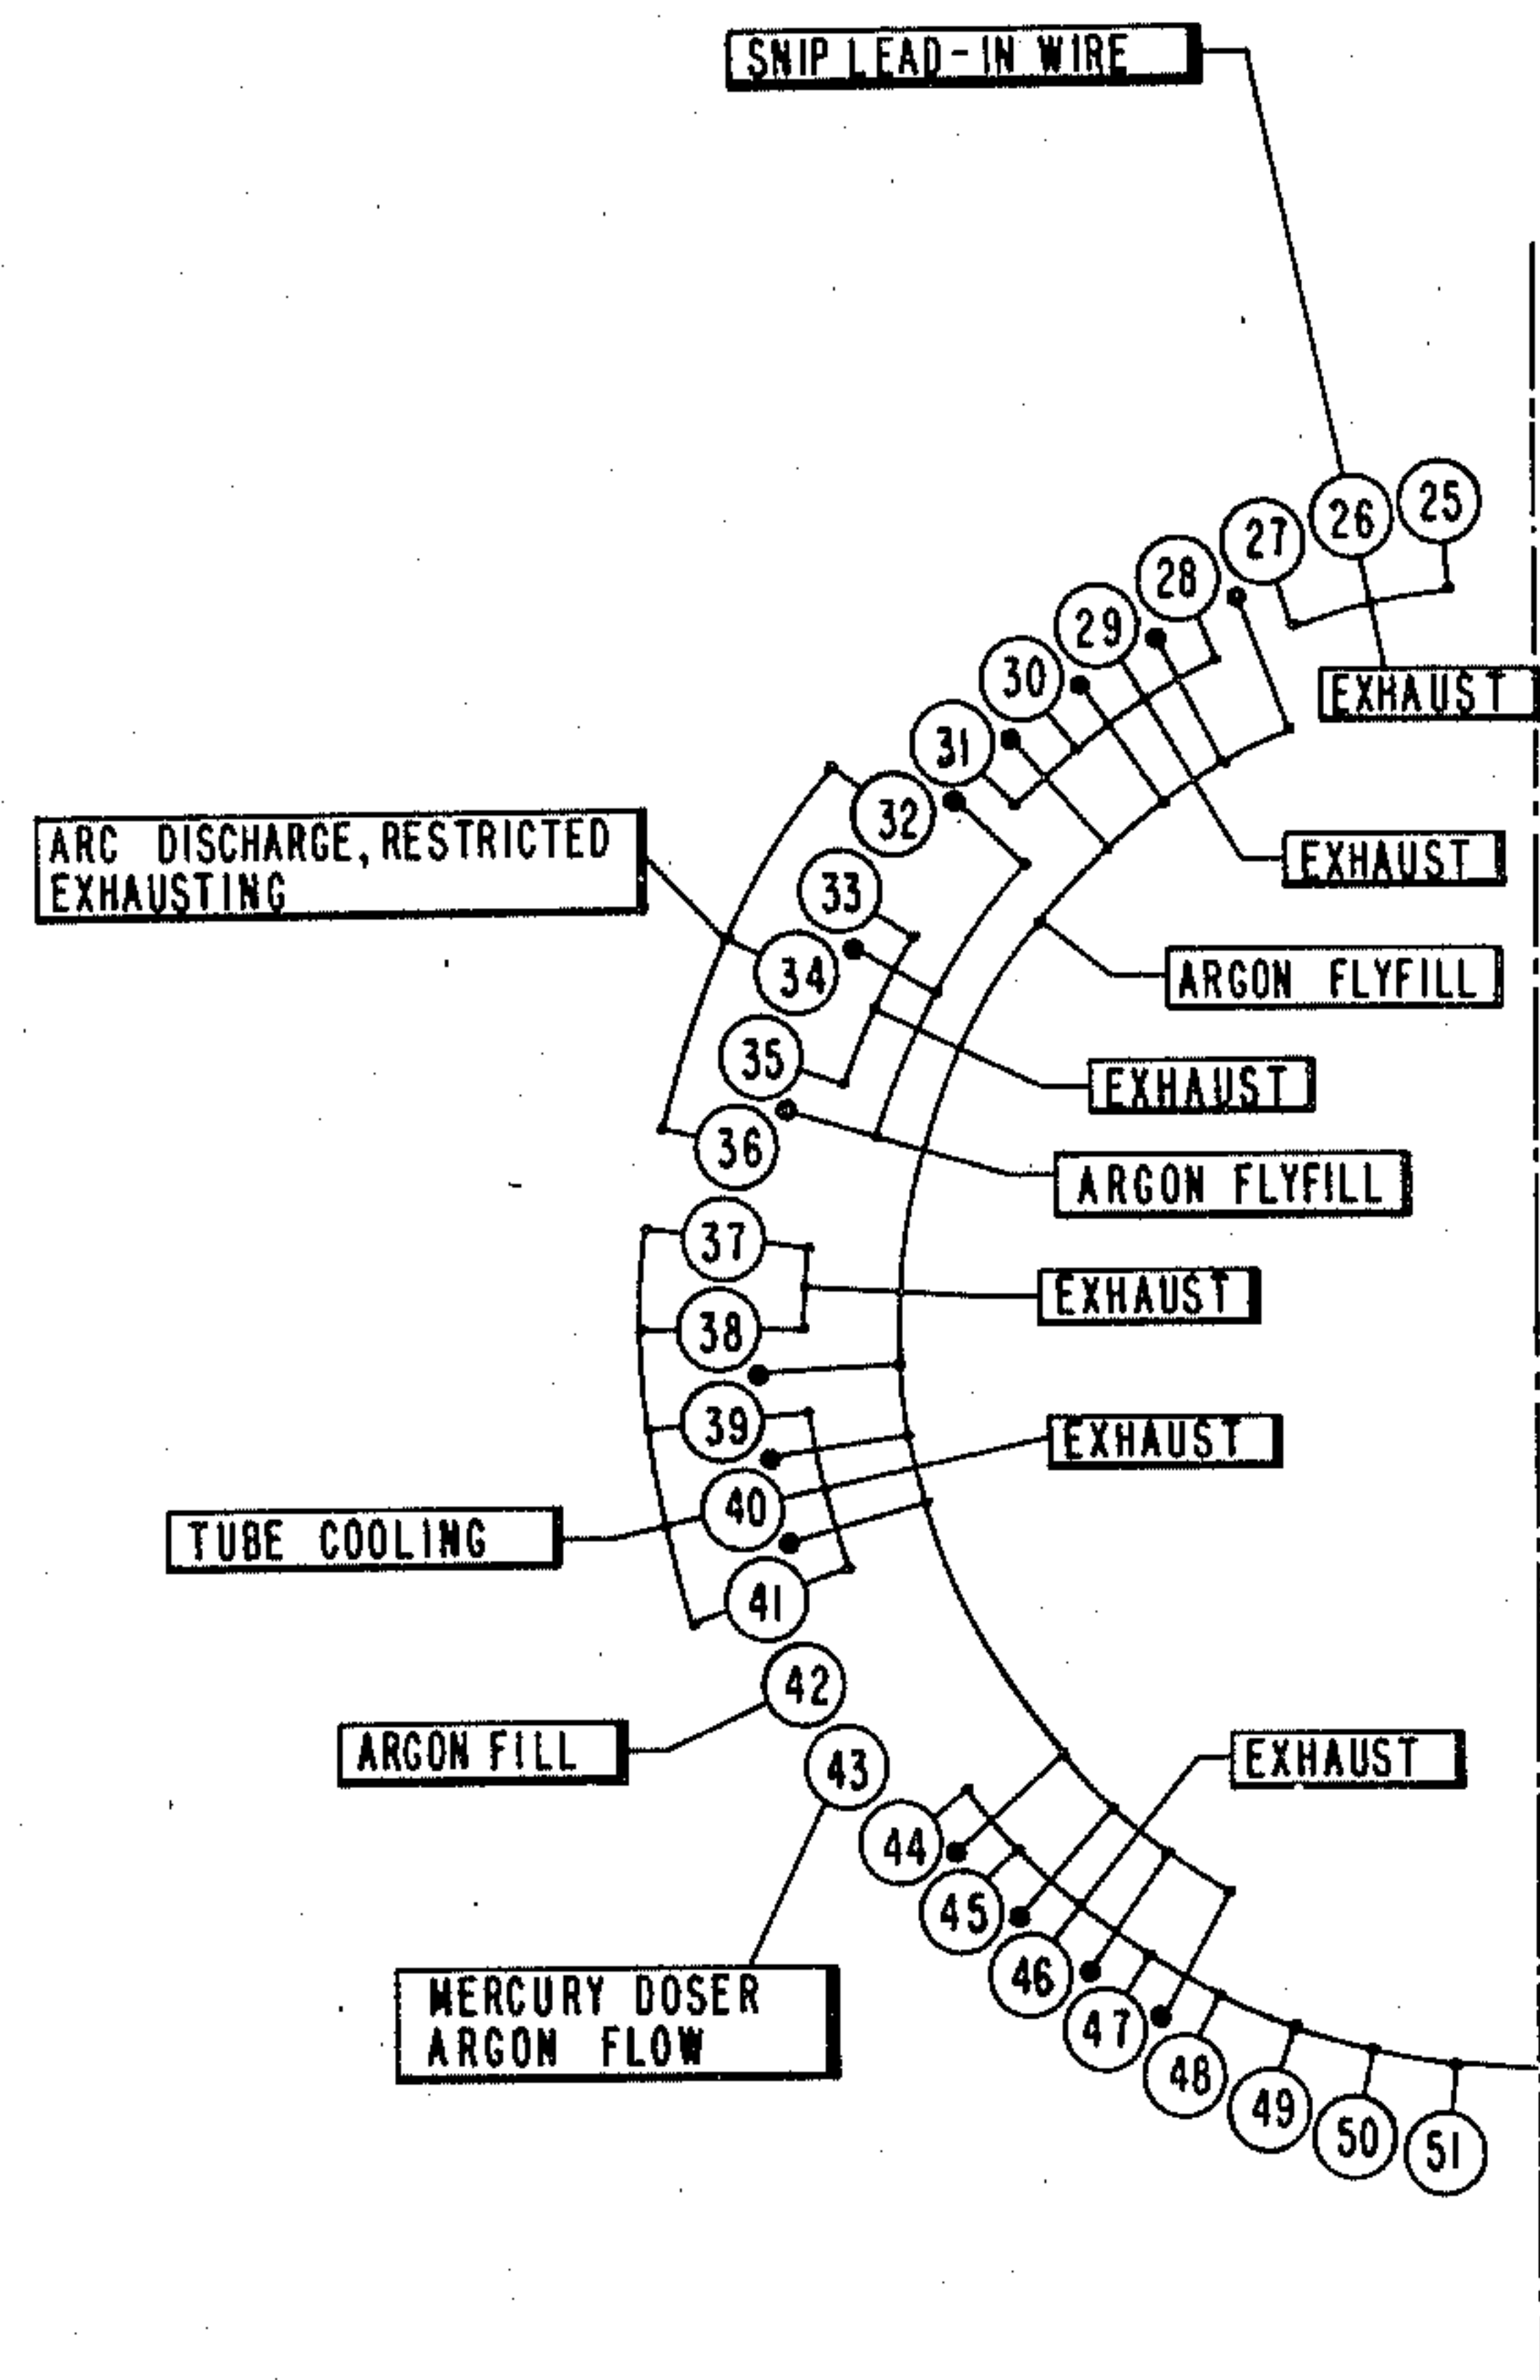 SNIP LEAD-IN WIRE
25
26
27
28
EXHAUST
29
30
31
32
EXHAUST
ARC DISCHARGE, RESTRICTED
EXHAUSTING
33
34
ARGON FLYFILL
35
EXHAUST
36
ARGON FLYFILL
37
EXHAUST
38
39
EXHAUST
40
TUBE COOLING
41
42
ARGON FILL
43
EXHAUST
44
45
46
MERCURY DOSER
ARGON FLOW
47
48
49
50
51